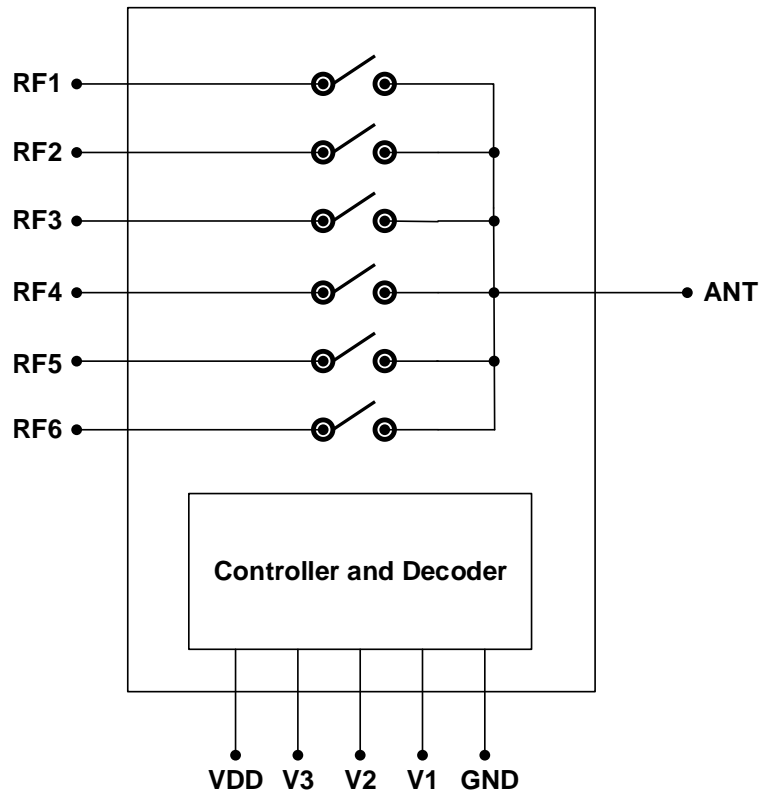 RF1
RF2
RF3
RF4
ANT
RF5
RF6
Controller and Decoder
VDD V3 V2 V1 GND